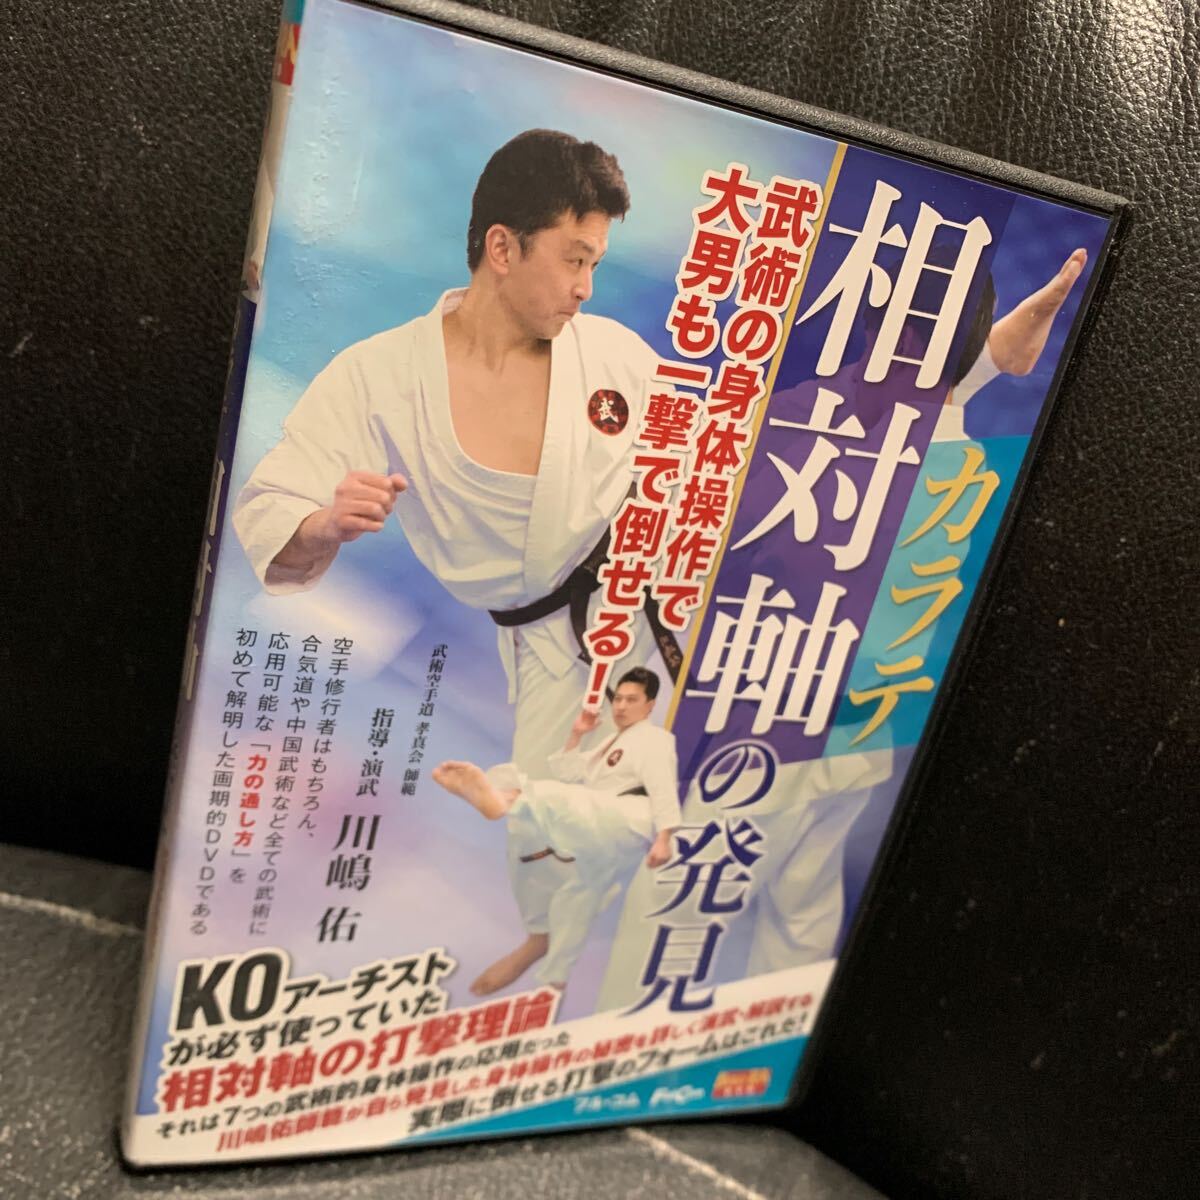 カラテ
相対軸の発見
武術の身体操作で
大男も一撃で倒せる!
武
武術空手道 孝真会 師範
指導・演武 川嶋 佑
空手修行者はもちろん、
合気道や中国武術など全ての武術に
応用可能な「力の通し方」を
初めて解明した画期的DVDである
KOアーチスト
が必ず使っていた
相対軸の打撃理論
それは7つの武術的身体操作の応用だった
川嶋佑師範が自ら発見した身体操作の秘密を詳しく演武・解説する
実際に倒せる打撃のフォームはこれだ!
フル・コム